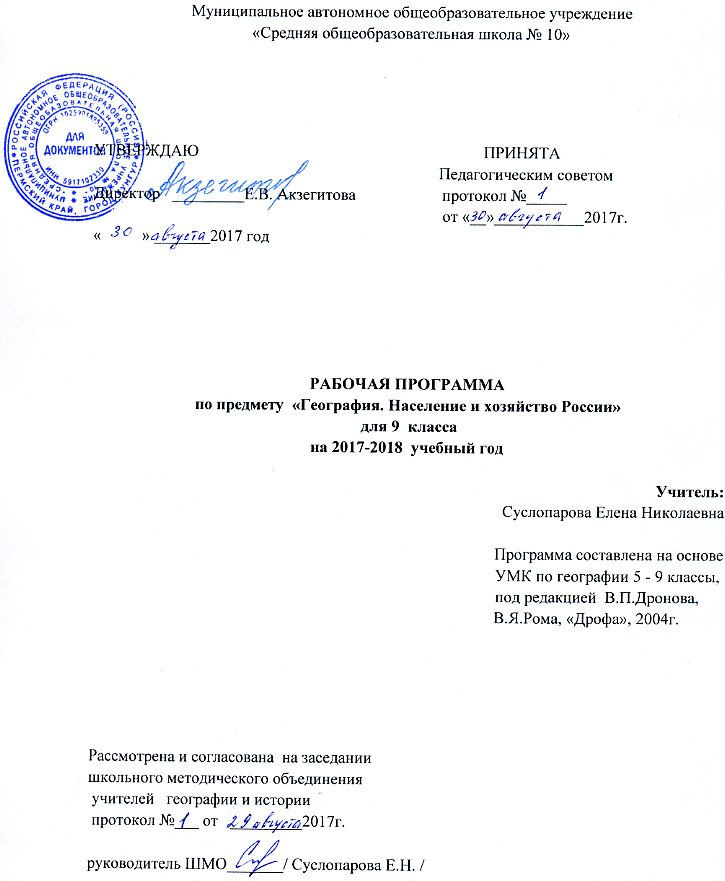 Муниципальное автономное общеобразовательное учреждение
«Средняя общеобразовательная школа № 10»
ДЛЯ
ДОКУМЕНТОВ
УТВЕРЖДАЮ
Директор Акзегитова Е.В. Акзегитова
« 30 » августа 2017 год
ПРИНЯТА
Педагогическим советом
протокол № 1
от «30» августа 2017г.
РАБОЧАЯ ПРОГРАММА
по предмету «География. Население и хозяйство России»
для 9 класса
на 2017-2018 учебный год
Учитель:
Суслопарова Елена Николаевна
Программа составлена на основе
УМК по географии 5 - 9 классы,
под редакцией В.П.Дронова,
В.Я.Рома, «Дрофа», 2004г.
Рассмотрена и согласована на заседании
школьного методического объединения
учителей географии и истории
протокол № 1 от 29 августа 2017г.
руководитель ШМО / Суслопарова Е.Н. /